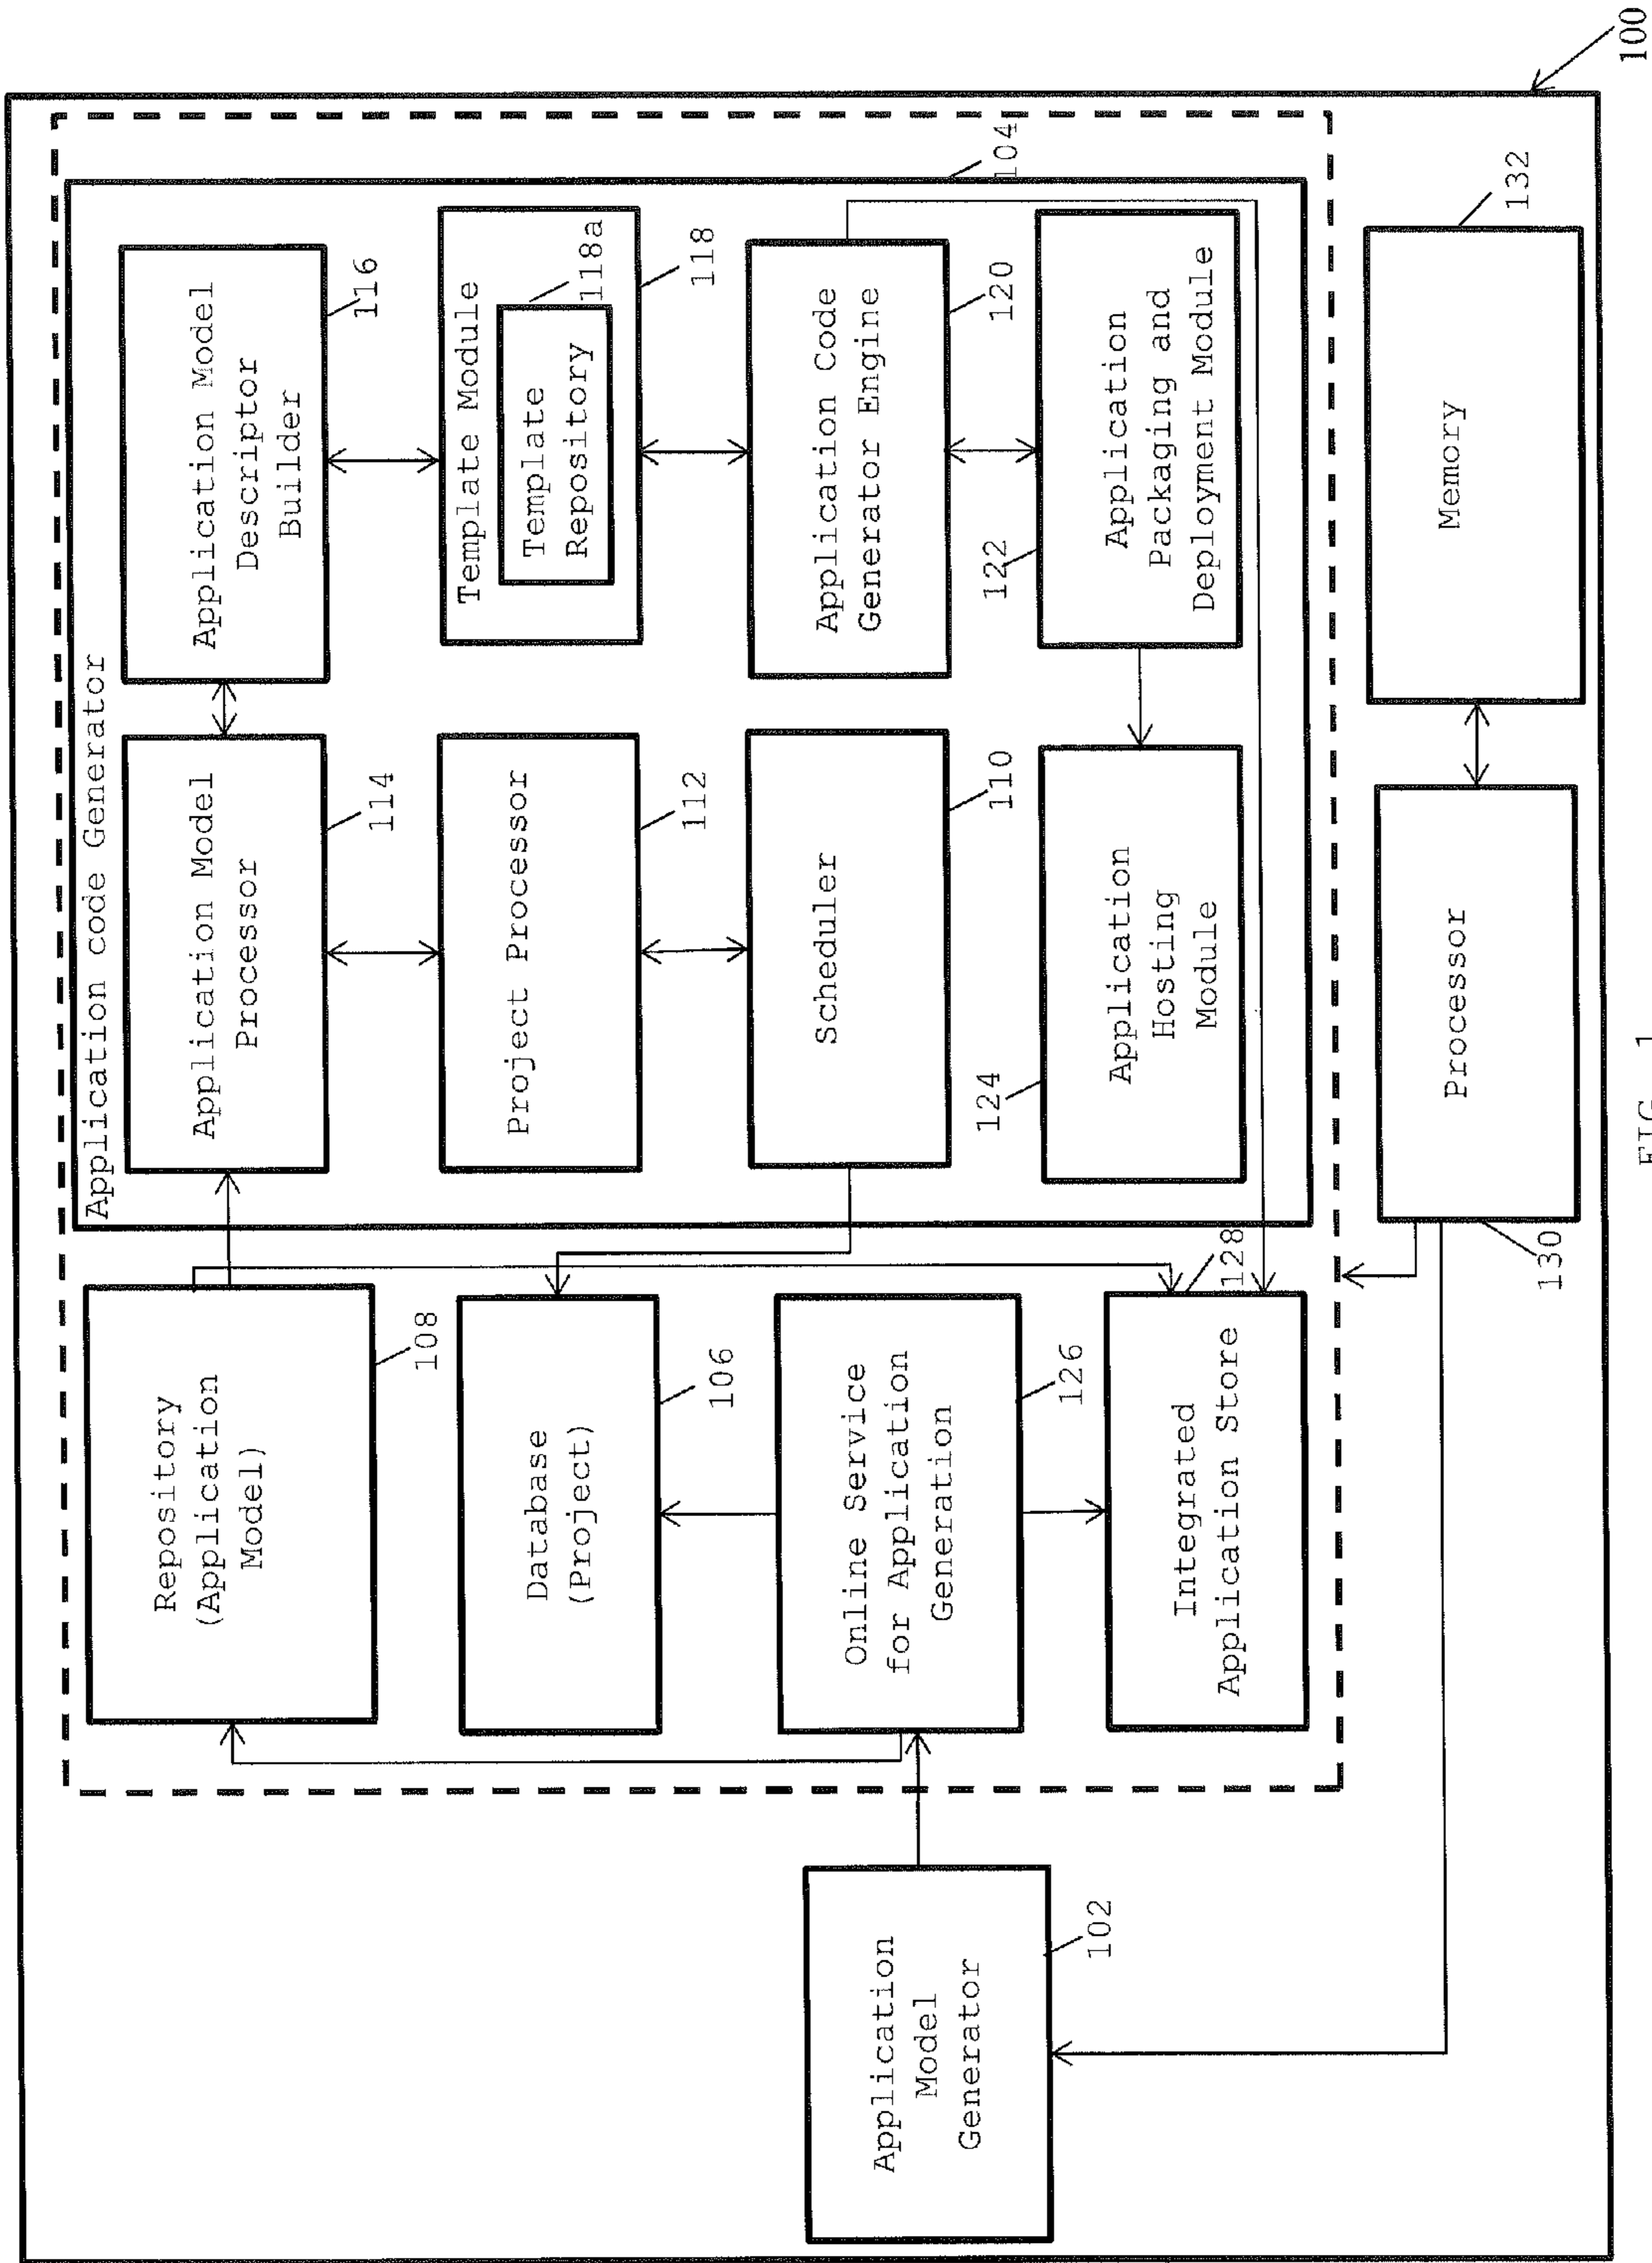 Application code Generator
Repository
(Application
Model)
108
Application Model
Processor
114
Application Model
Descriptor
Builder
116
Database
(Project)
106
Project Processor
112
Template Module
Template
Repository
118a
118
Application
Model
Generator
102
Online Service
for Application
Generation
126
Scheduler
110
Application Code
Generator Engine
120
104
Integrated
Application Store
128
124
Application
Hosting
Module
122
Application
Packaging and
Deployment Module
Processor
130
Memory
132
100
FIG. 1